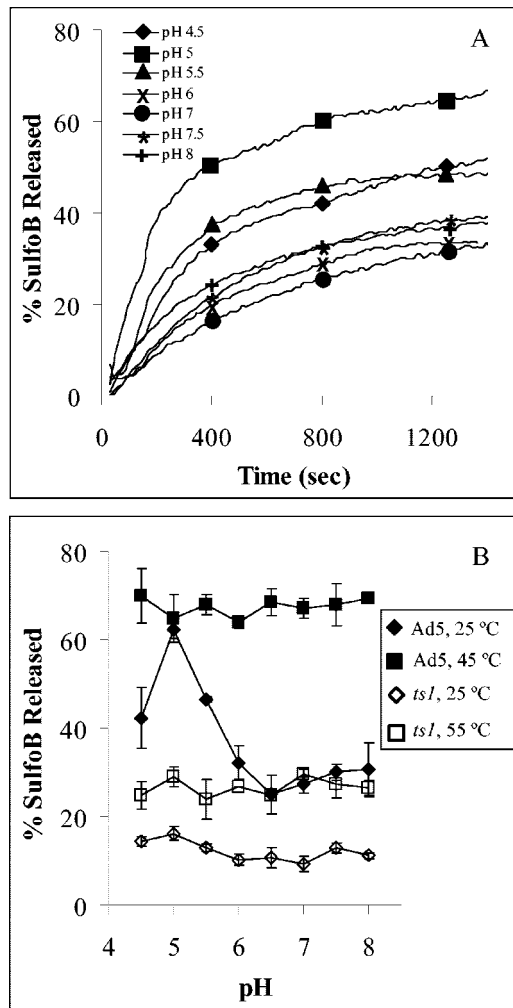 A
80
60
40
20
0
% SulfoB Released
pH 4.5
pH 5
pH 5.5
pH 6
pH 7
pH 7.5
pH 8
0 400 800 1200
Time (sec)
B
80
60
40
20
0
% SulfoB Released
Ad5, 25 ºC
Ad5, 45 ºC
ts1, 25 ºC
ts1, 55 ºC
4 5 6 7 8
pH